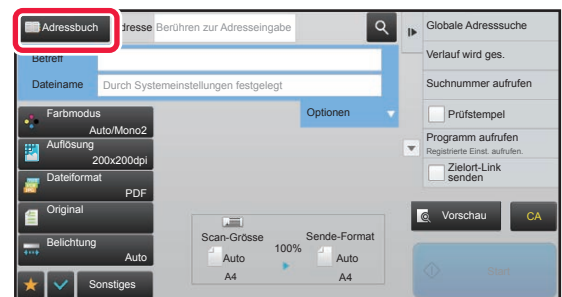 Adressbuch
dresse Berühren zur Adresseingabe
Betreff
Dateiname Durch Systemeinstellungen festgelegt
Optionen
Farbmodus
Auto/Mono2
Auflösung
200x200dpi
Dateiformat
PDF
Original
Belichtung
Auto
Sonstiges
Scan-Grösse
Auto
A4
100%
Sende-Format
Auto
A4
Globale Adresssuche
Verlauf wird ges.
Suchnummer aufrufen
Prüfstempel
Programm aufrufen
Registrierte Einst. aufrufen.
Zielort-Link
senden
Vorschau
CA
Start